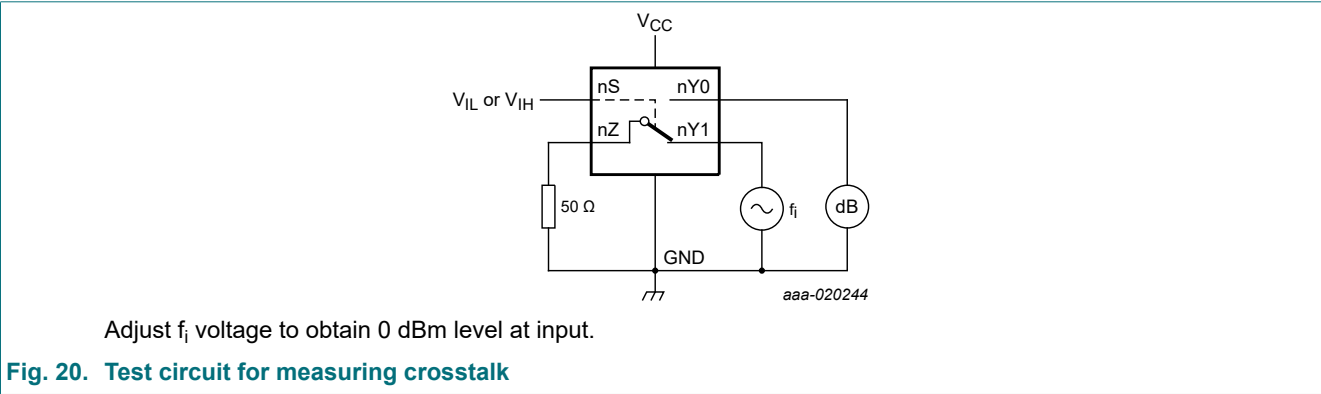 VCC
nS
nY0
VIL or VIH
nZ
nY1
50 Ω
fi
dB
GND
aaa-020244
Adjust fi voltage to obtain 0 dBm level at input.
Fig. 20. Test circuit for measuring crosstalk